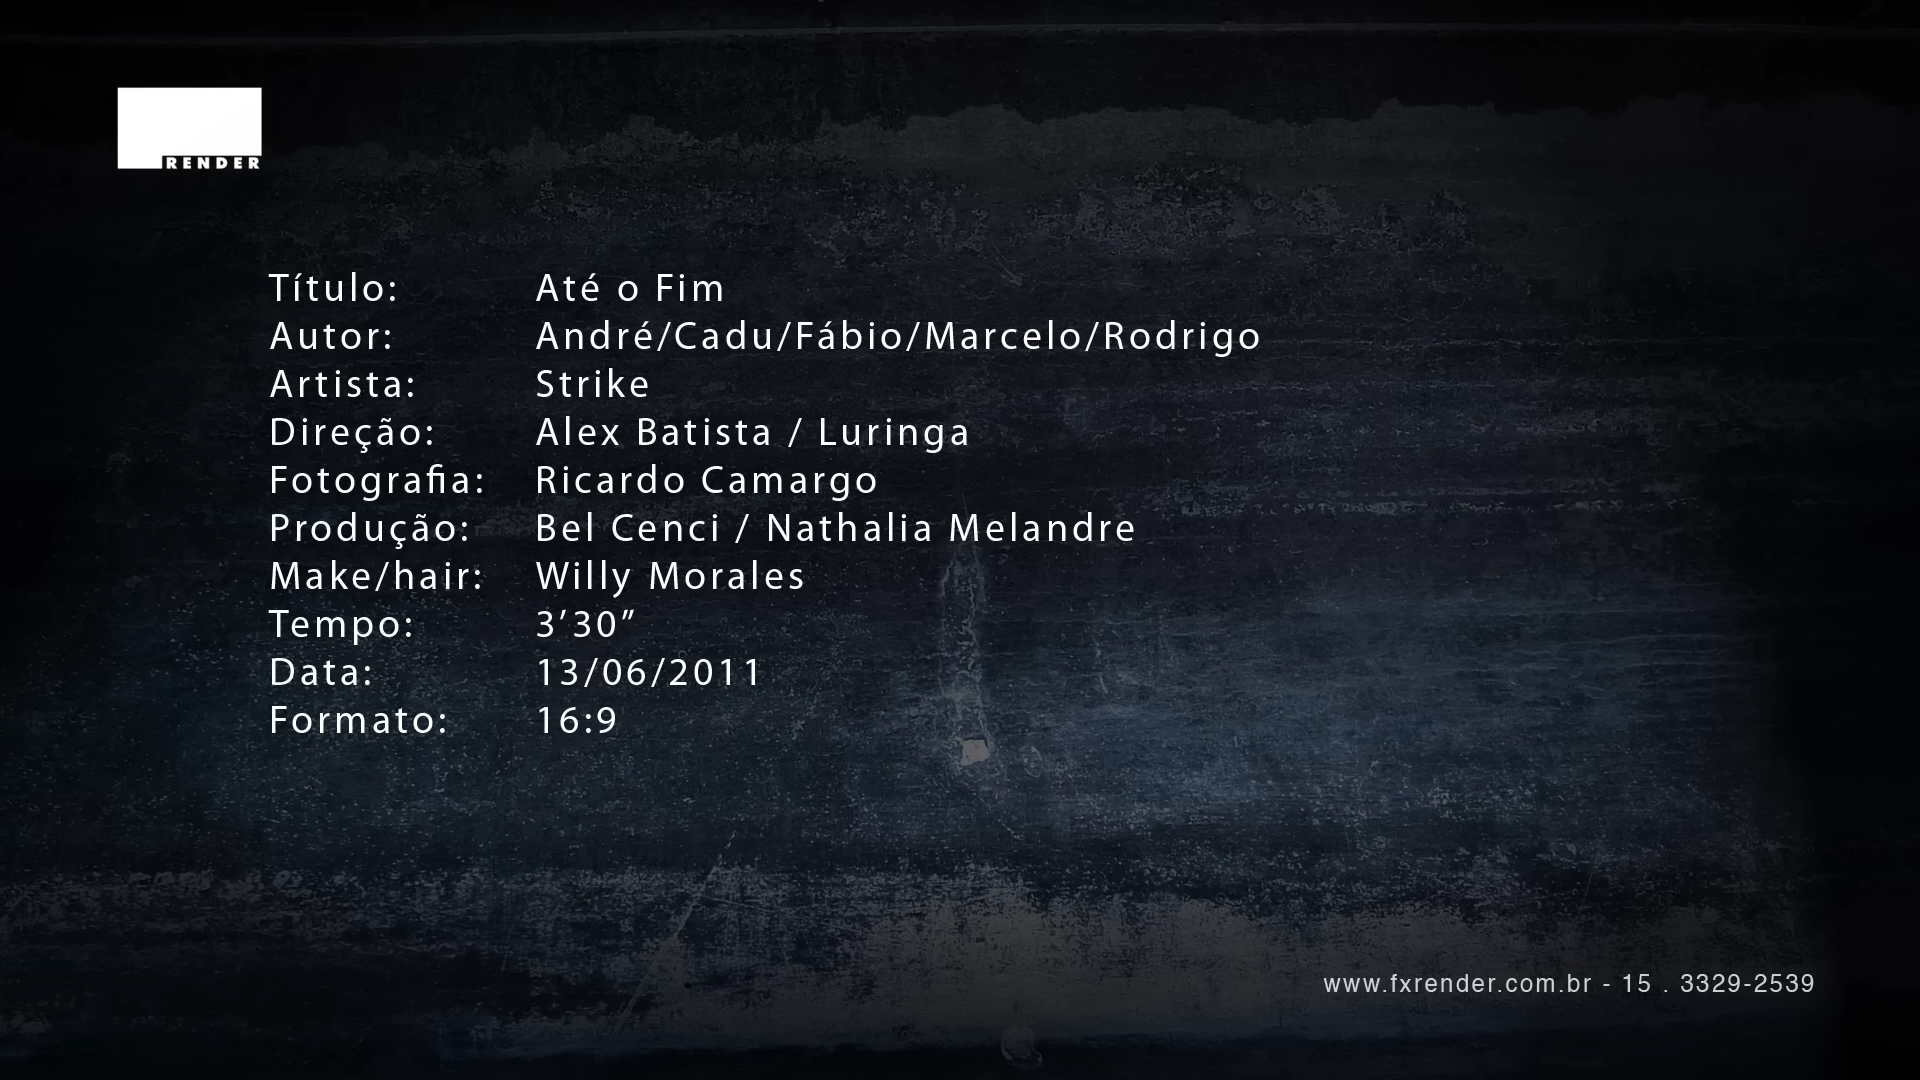 RENDER
Título: Até o Fim
Autor: André/Cadu/Fábio/Marcelo/Rodrigo
Artista: Strike
Direção: Alex Batista / Luringa
Fotografia: Ricardo Camargo
Produção: Bel Cenci / Nathalia Melandre
Make/hair: Willy Morales
Tempo: 3’30”
Data: 13/06/2011
Formato: 16:9
www.fxrender.com.br - 15 . 3329-2539